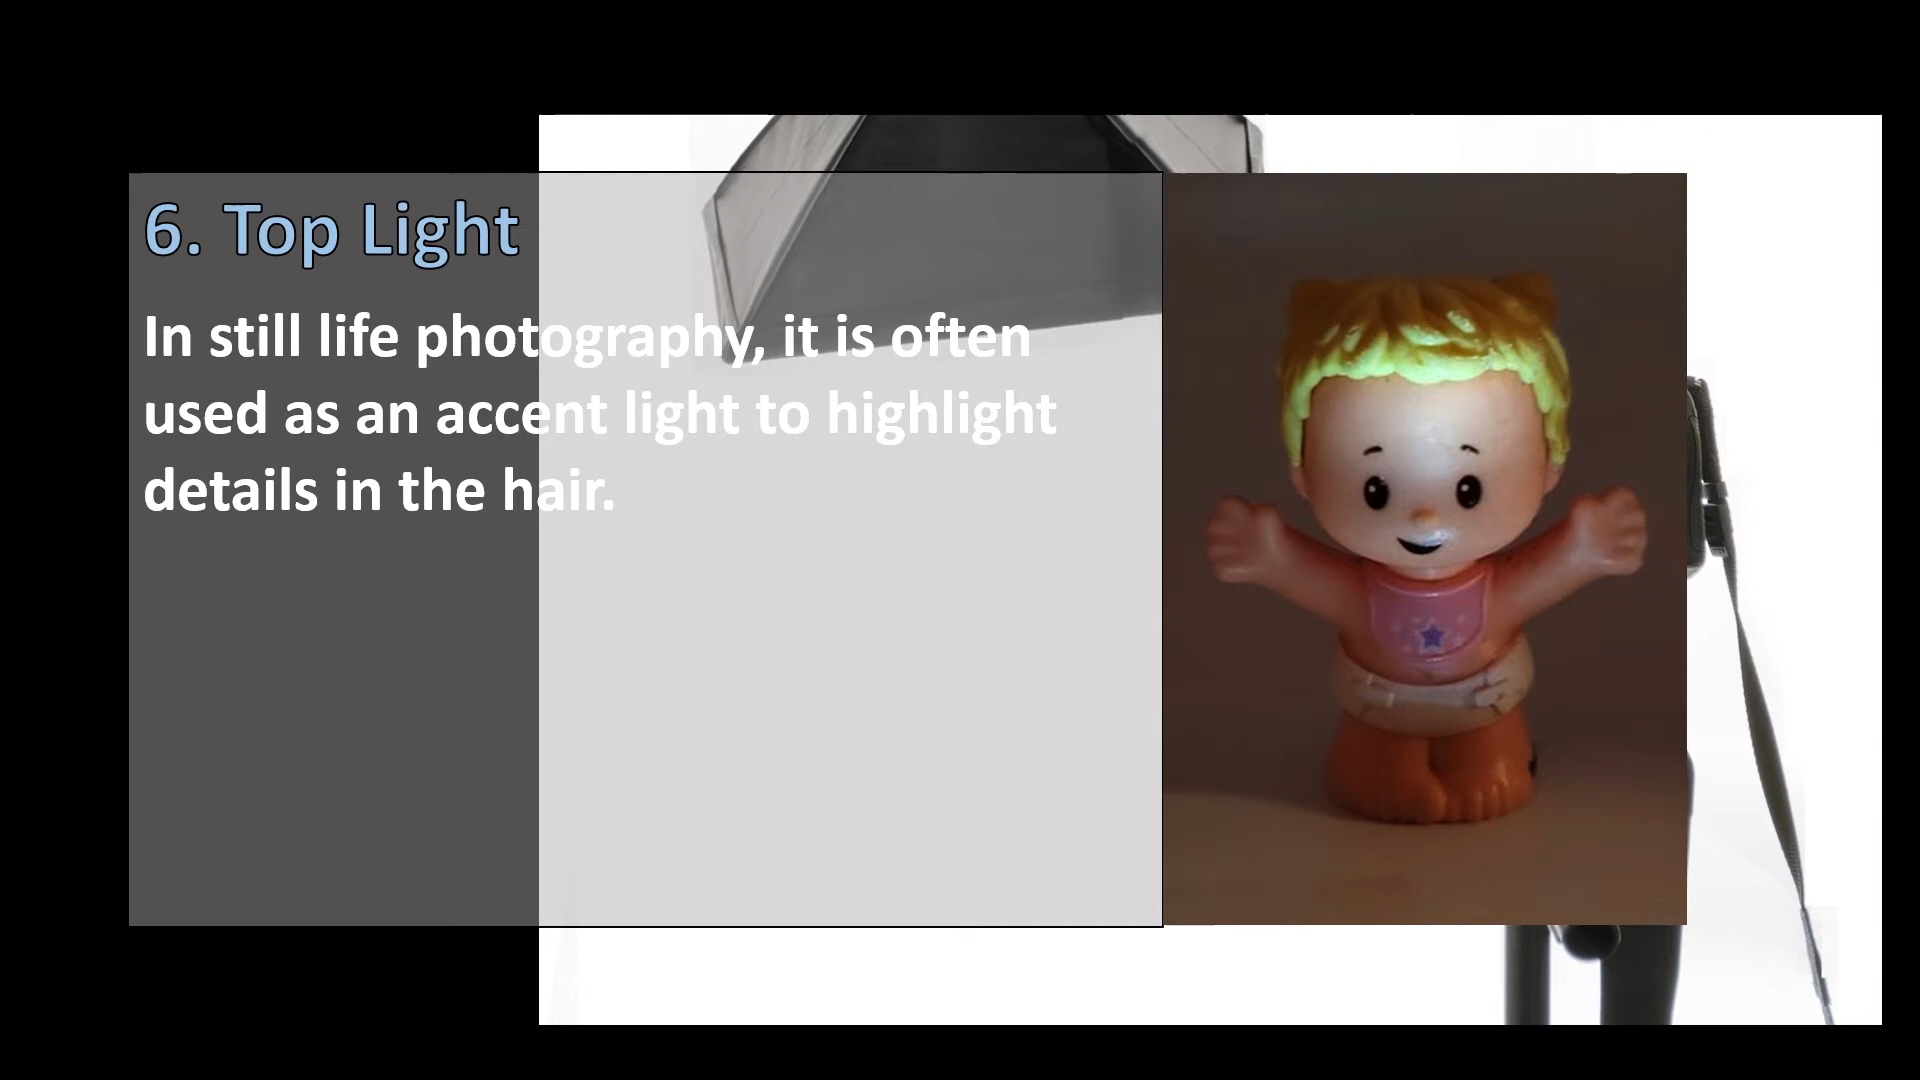 6. Top Light
In still life photography, it is often
used as an accent light to highlight
details in the hair.